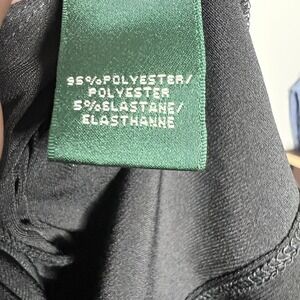 95%POLYESTER/
POLYESTER
5%ELASTANE/
ELASTHANNE